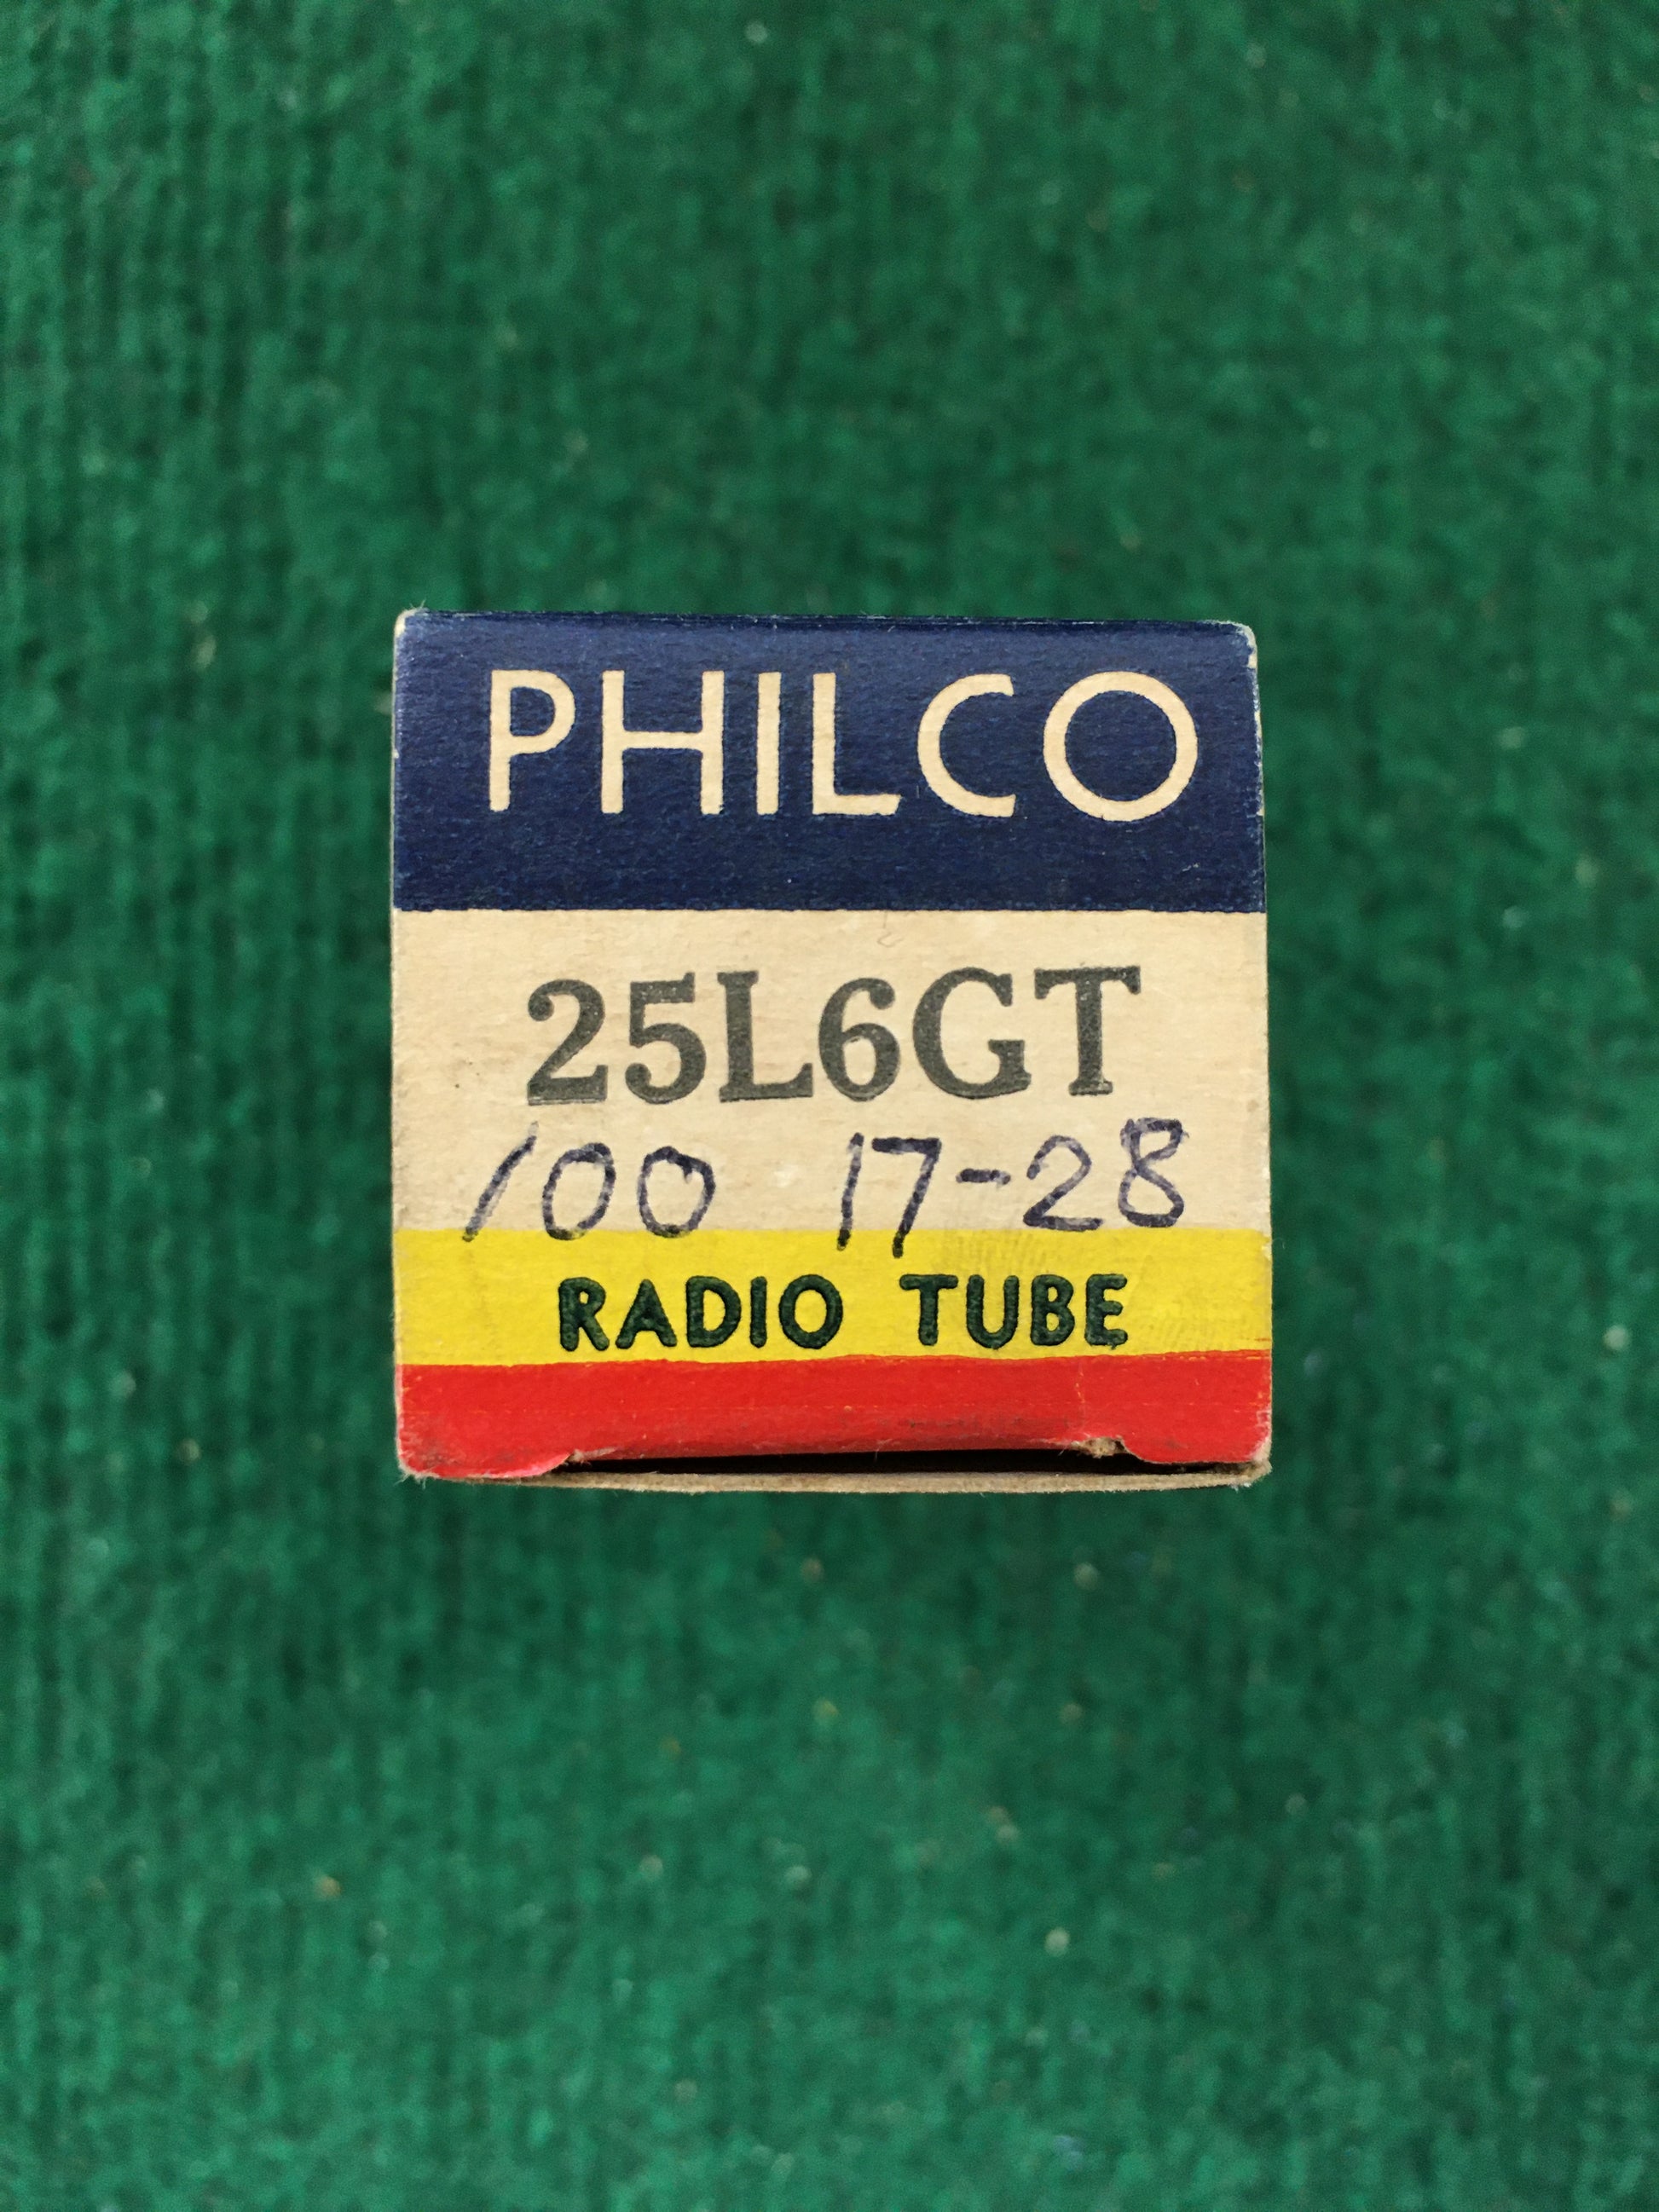 PHILCO
25L6GT
100 17-28
RADIO TUBE